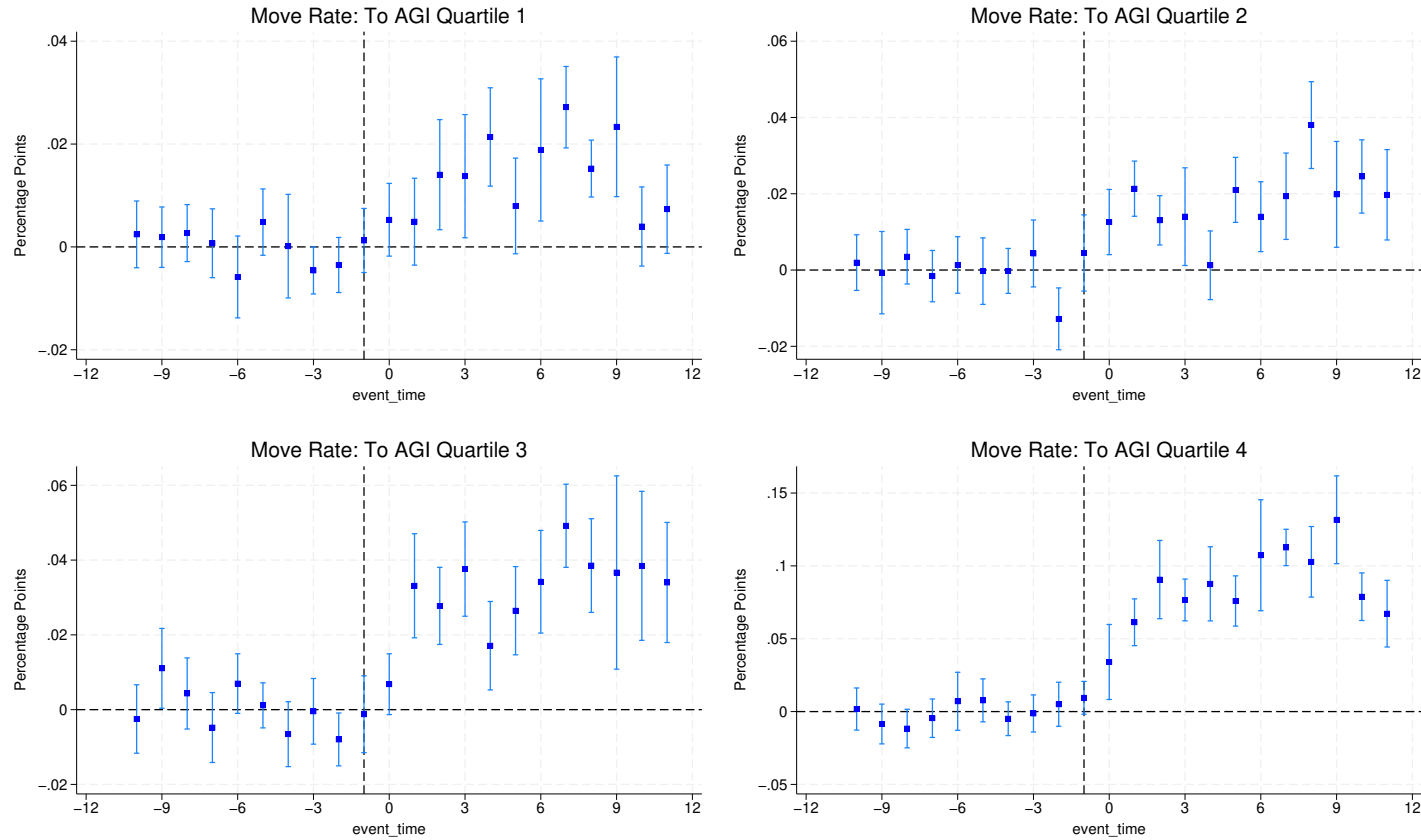 Move Rate: To AGI Quartile 1
Percentage Points
.04
.02
0
−.02
−12 −9 −6 −3 0 3 6 9 12
event_time
Move Rate: To AGI Quartile 2
Percentage Points
.06
.04
.02
0
−.02
−12 −9 −6 −3 0 3 6 9 12
event_time
Move Rate: To AGI Quartile 3
Percentage Points
.06
.04
.02
0
−.02
−12 −9 −6 −3 0 3 6 9 12
event_time
Move Rate: To AGI Quartile 4
Percentage Points
.15
.1
.05
0
−.05
−12 −9 −6 −3 0 3 6 9 12
event_time